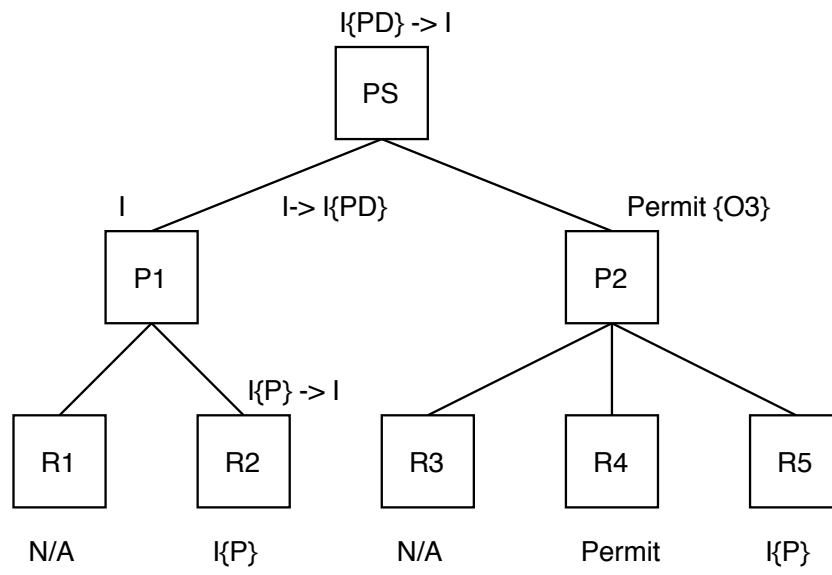 I{PD} -> I
PS
I
I-> I{PD}
Permit {O3}
P1
P2
I{P} -> I
R1
R2
R3
R4
R5
N/A
I{P}
N/A
Permit
I{P}